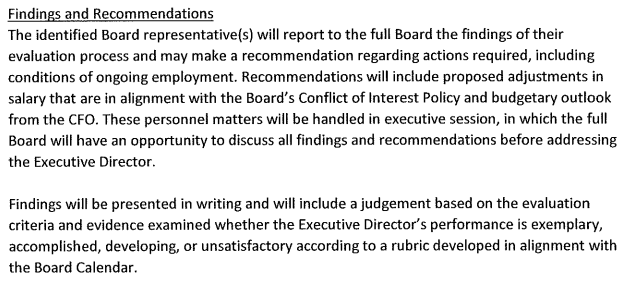 Findings and Recommendations
The identified Board representative(s) will report to the full Board the findings of their
evaluation process and may make a recommendation regarding actions required, including
conditions of ongoing employment. Recommendations will include proposed adjustments in
salary that are in alignment with the Board's Conflict of Interest Policy and budgetary outlook
from the CFO. These personnel matters will be handled in executive session, in which the full
Board will have an opportunity to discuss all findings and recommendations before addressing
the Executive Director.
Findings will be presented in writing and will include a judgement based on the evaluation
criteria and evidence examined whether the Executive Director's performance is exemplary,
accomplished, developing, or unsatisfactory according to a rubric developed in alignment with
the Board Calendar.